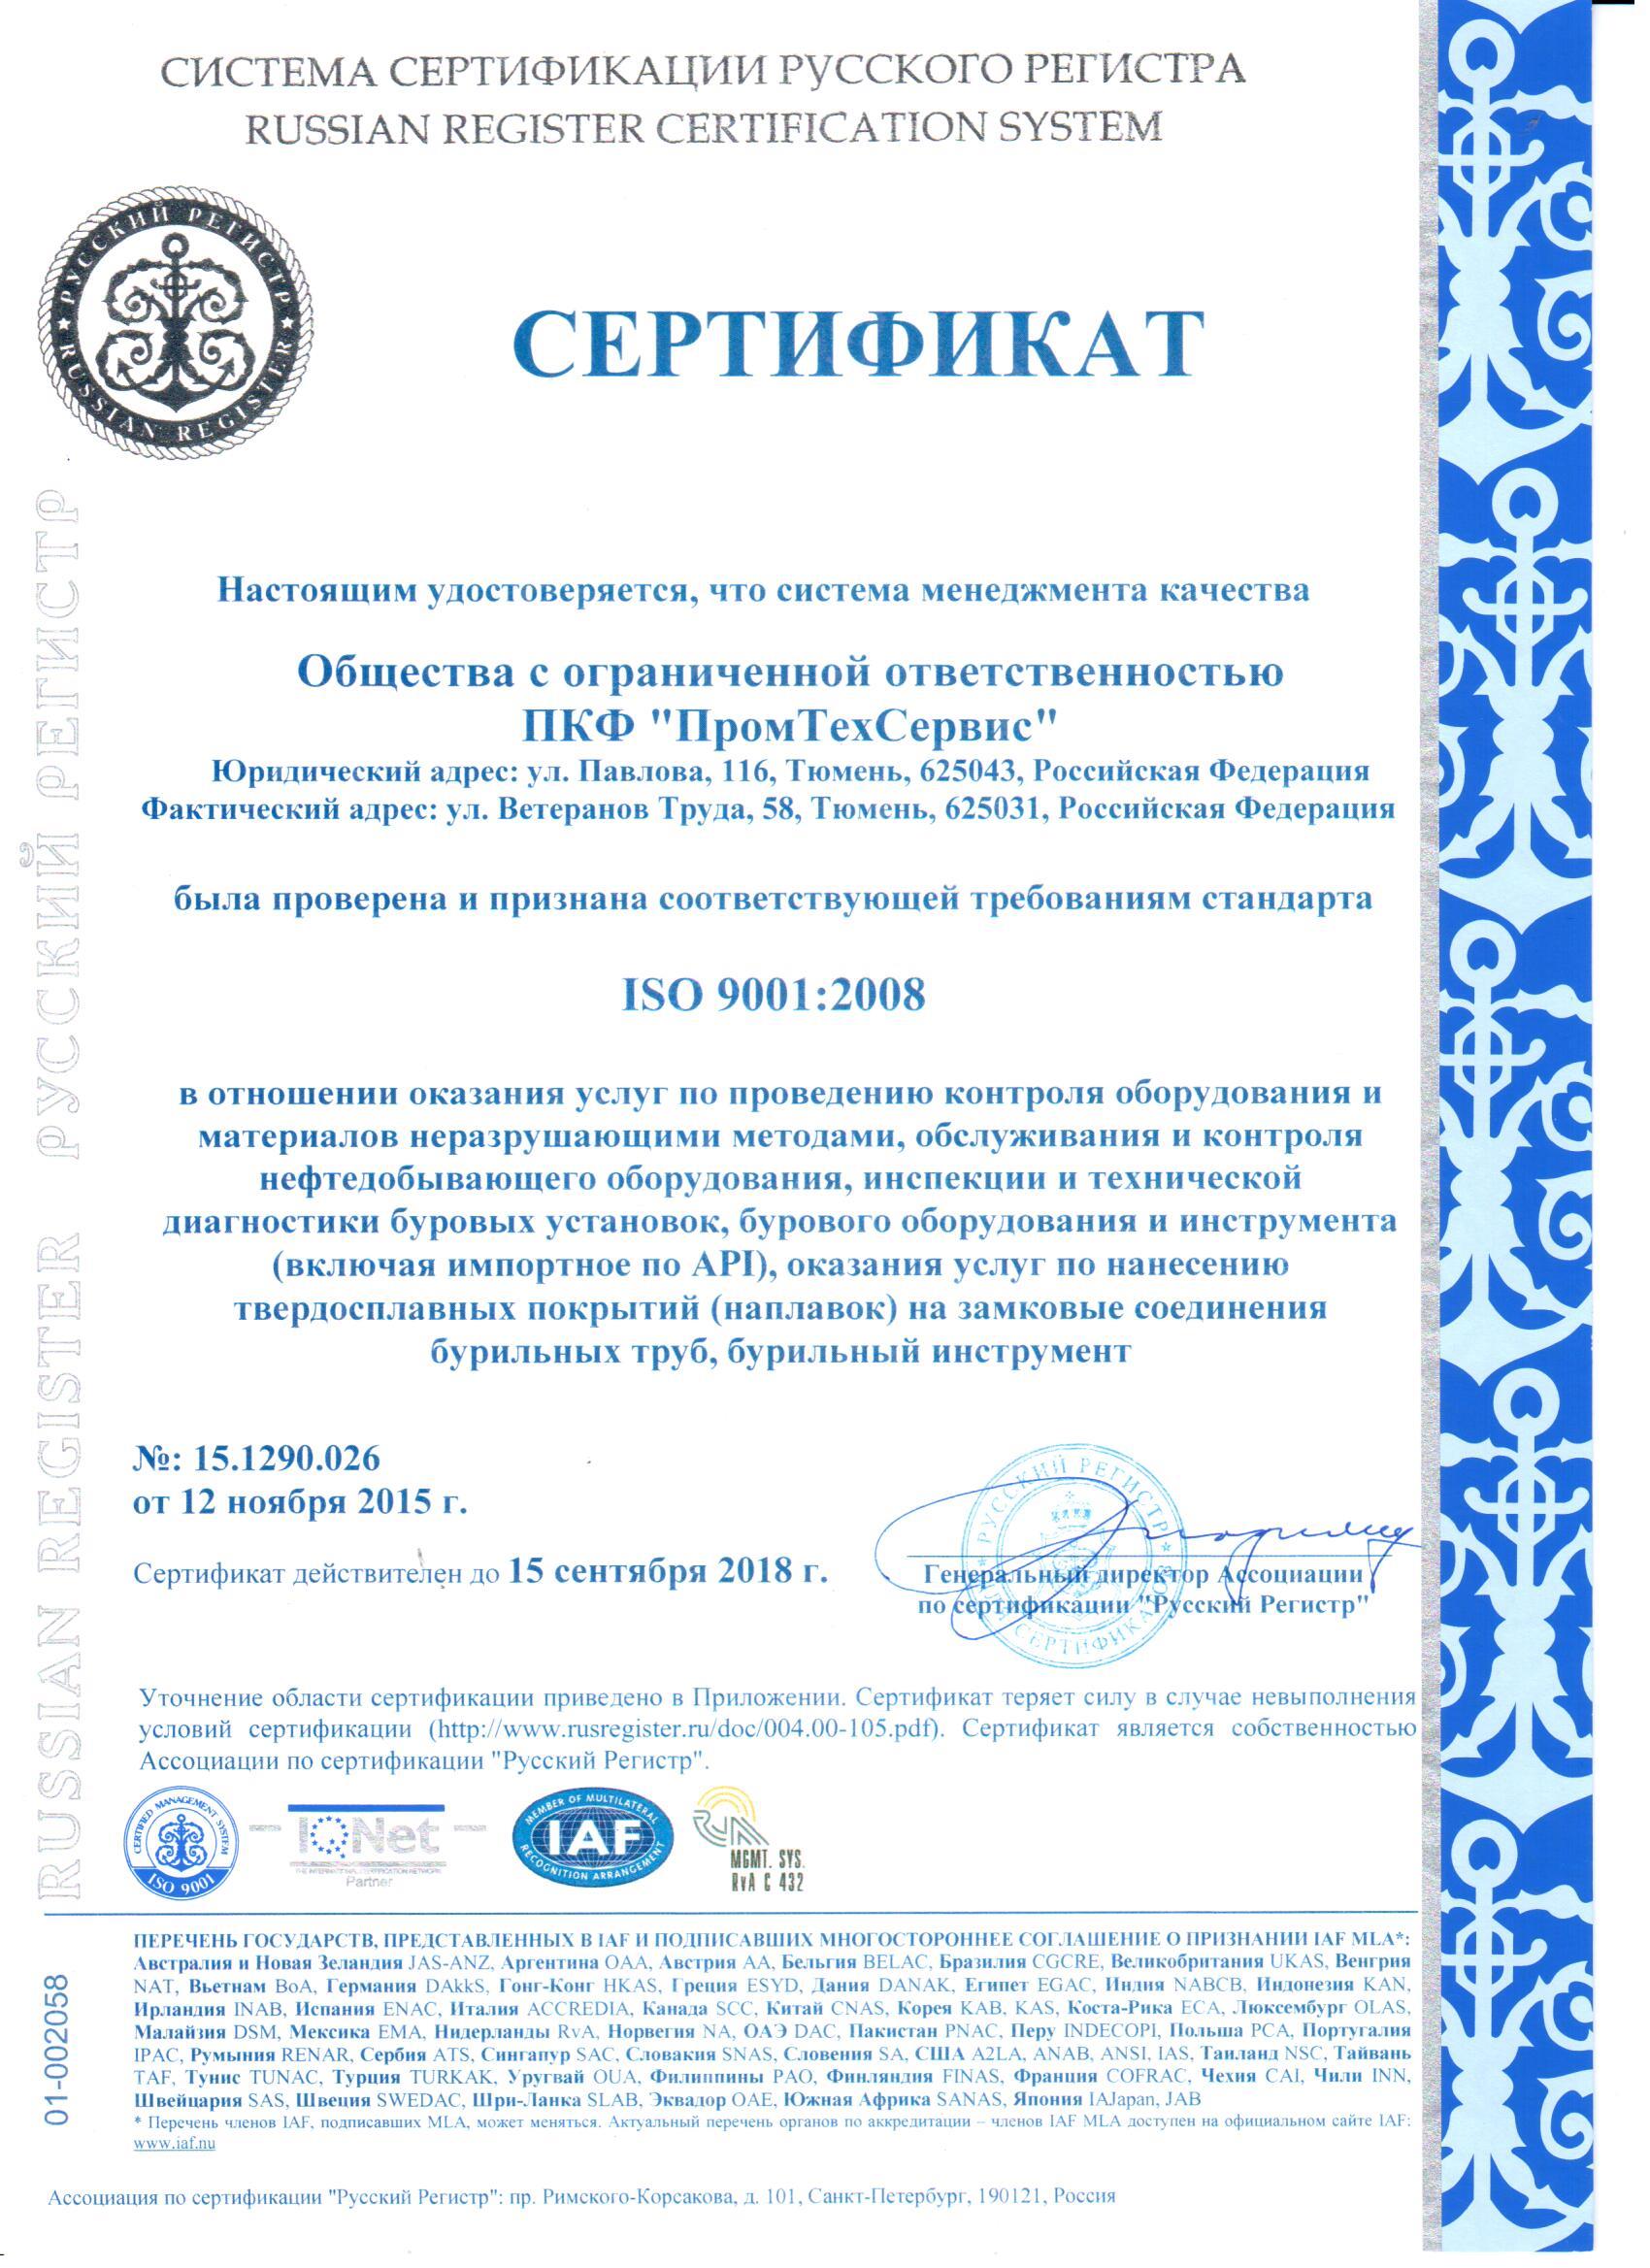 СИСТЕМА СЕРТИФИКАЦИИ РУССКОГО РЕГИСТРА
RUSSIAN REGISTER CERTIFICATION SYSTEM
РУССКИЙ РЕГИСТР
RUSSIAN REGISTER
СЕРТИФИКАТ
RUSSIAN REGISTER РУССКИЙ РЕГИСТР
Настоящим удостоверяется, что система менеджмента качества
Общества с ограниченной ответственностью
ПКФ "ПромТехСервис"
Юридический адрес: ул. Павлова, 116, Тюмень, 625043, Российская Федерация
Фактический адрес: ул. Ветеранов Труда, 58, Тюмень, 625031, Российская Федерация
была проверена и признана соответствующей требованиям стандарта
ISO 9001:2008
в отношении оказания услуг по проведению контроля оборудования и
материалов неразрушающими методами, обслуживания и контроля
нефтедобывающего оборудования, инспекции и технической
диагностики буровых установок, бурового оборудования и инструмента
(включая импортное по API), оказания услуг по нанесению
твердосплавных покрытий (наплавок) на замковые соединения
бурильных труб, бурильный инструмент
№: 15.1290.026
от 12 ноября 2015 г.
Сертификат действителен до 15 сентября 2018 г.
РУССКИЙ РЕГИСТР
Генеральный директор Ассоциации
по сертификации "Русский Регистр"
Уточнение области сертификации приведено в Приложении. Сертификат теряет силу в случае невыполнения
условий сертификации (http://www.rusregister.ru/doc/004.00-105.pdf). Сертификат является собственностью
Ассоциации по сертификации "Русский Регистр".
CERTIFIED MANAGEMENT SYSTEM
ISO 9001
IQNet
THE INTERNATIONAL CERTIFICATION NETWORK
Partner
MEMBER OF MULTILATERAL
IAF
RECOGNITION ARRANGEMENT
MGMT. SYS.
RvA C 432
ПЕРЕЧЕНЬ ГОСУДАРСТВ, ПРЕДСТАВЛЕННЫХ В IAF И ПОДПИСАВШИХ МНОГОСТОРОННЕЕ СОГЛАШЕНИЕ О ПРИЗНАНИИ IAF MLA*:
Австралия и Новая Зеландия JAS-ANZ, Аргентина OAA, Австрия AA, Бельгия BELAC, Бразилия CGCRE, Великобритания UKAS, Венгрия
NAT, Вьетнам BoA, Германия DAkkS, Гонг-Конг HKAS, Греция ESYD, Дания DANAK, Египет EGAC, Индия NABCB, Индонезия KAN,
Ирландия INAB, Испания ENAC, Италия ACCREDIA, Канада SCC, Китай CNAS, Корея KAB, KAS, Коста-Рика ECA, Люксембург OLAS,
Малайзия DSM, Мексика EMA, Нидерланды RvA, Норвегия NA, ОАЭ DAC, Пакистан PNAC, Перу INDECOPI, Польша PCA, Португалия
IPAC, Румыния RENAR, Сербия ATS, Сингапур SAC, Словакия SNAS, Словения SA, США A2LA, ANAB, ANSI, IAS, Таиланд NSC, Тайвань
TAF, Тунис TUNAC, Турция TURKAK, Уругвай OUA, Филиппины PAO, Финляндия FINAS, Франция COFRAC, Чехия CAI, Чили INN,
Швейцария SAS, Швеция SWEDAC, Шри-Ланка SLAB, Эквадор OAE, Южная Африка SANAS, Япония IAJapan, JAB
* Перечень членов IAF, подписавших MLA, может меняться. Актуальный перечень органов по аккредитации – членов IAF MLA доступен на официальном сайте IAF:
www.iaf.nu
01-002058
Ассоциация по сертификации "Русский Регистр": пр. Римского-Корсакова, д. 101, Санкт-Петербург, 190121, Россия